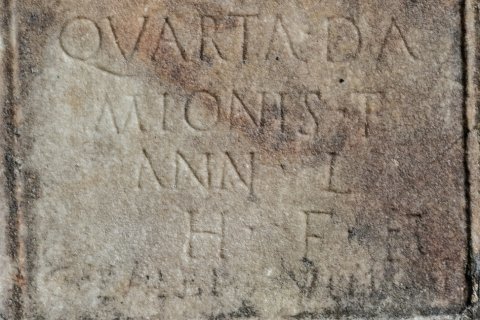 QVARTA·DA
MIONIS·T
ANN·L
H·F·F